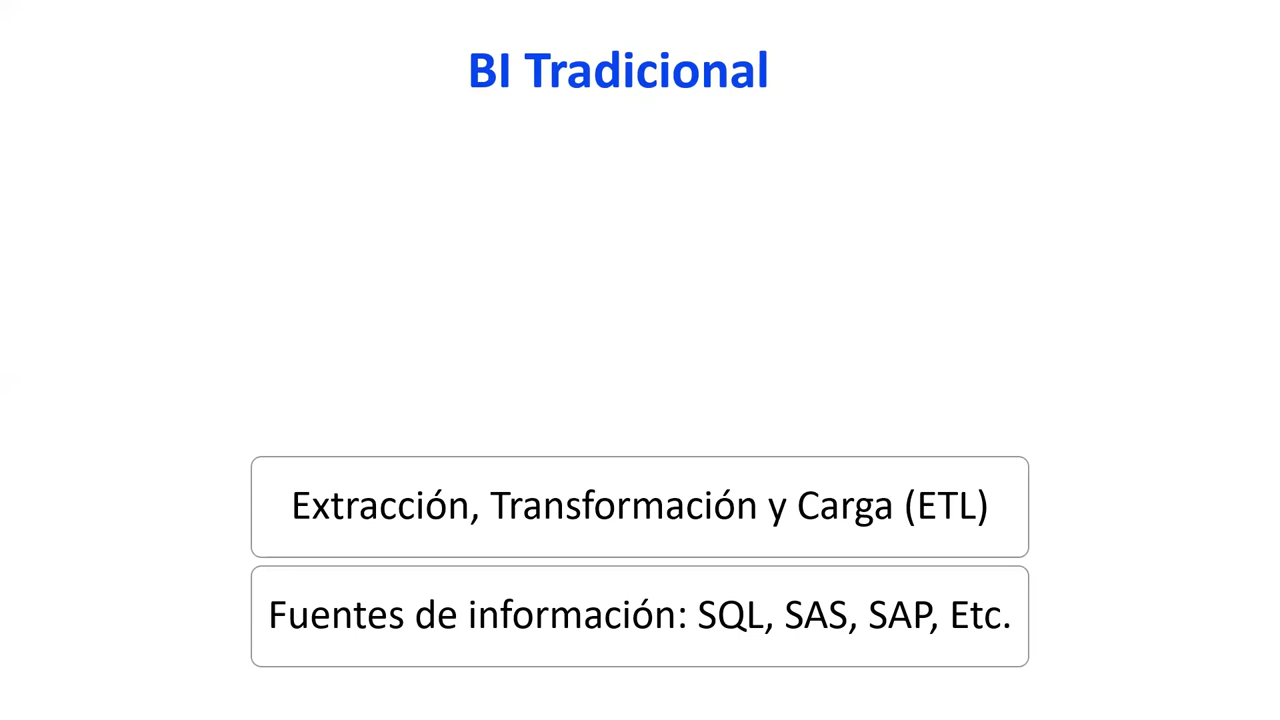 BI Tradicional
Extracción, Transformación y Carga (ETL)
Fuentes de información: SQL, SAS, SAP, Etc.